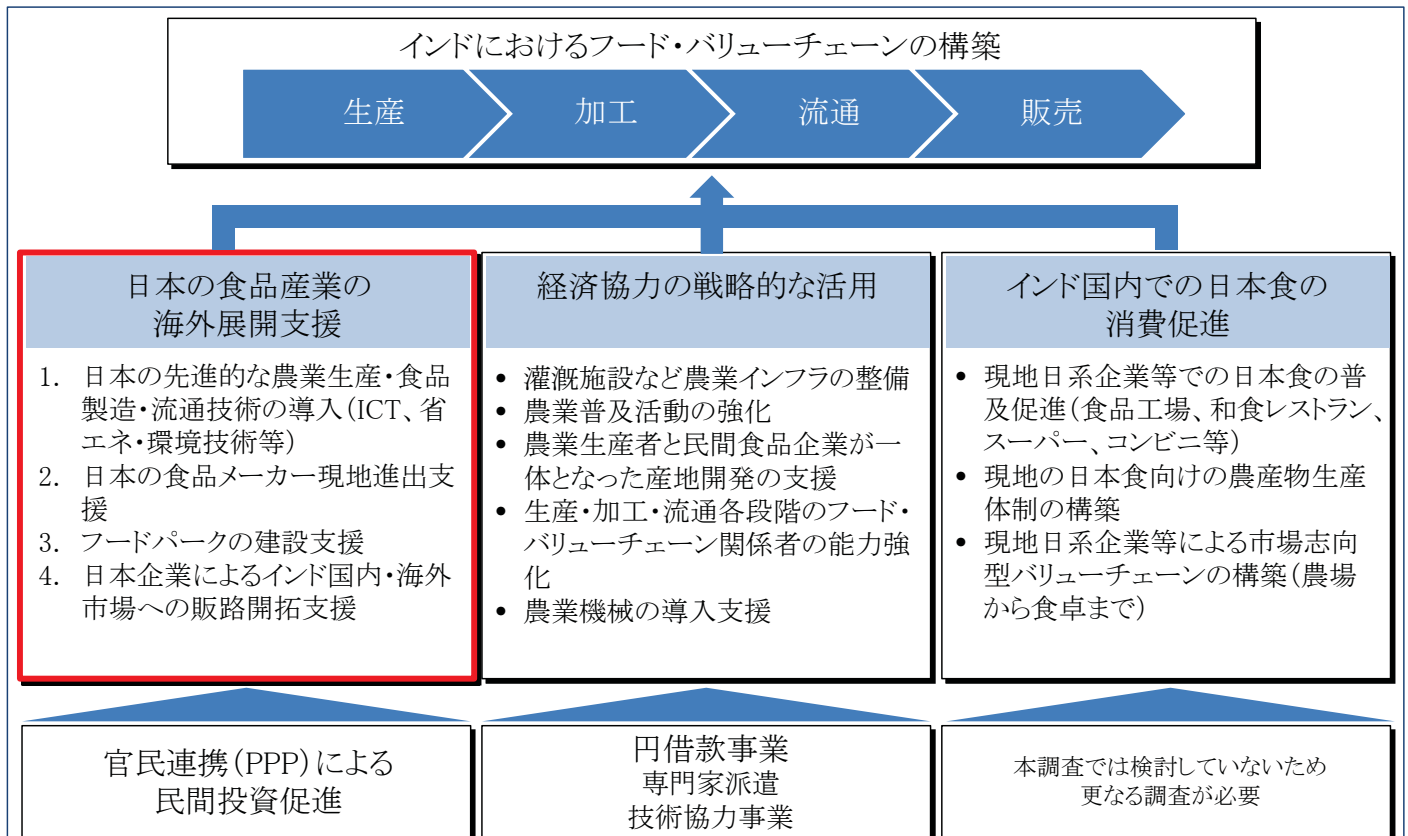 インドにおけるフード・バリューチェーンの構築
生産
加工
流通
販売
日本の食品産業の
海外展開支援
1. 日本の先進的な農業生産・食品
製造・流通技術の導入（ICT、省
エネ・環境技術等）
2. 日本の食品メーカー現地進出支
援
3. フードパークの建設支援
4. 日本企業によるインド国内・海外
市場への販路開拓支援
経済協力の戦略的な活用
• 灌漑施設など農業インフラの整備
• 農業普及活動の強化
• 農業生産者と民間食品企業が一
体となった産地開発の支援
• 生産・加工・流通各段階のフード・
バリューチェーン関係者の能力強
化
• 農業機械の導入支援
インド国内での日本食の
消費促進
• 現地日系企業等での日本食の普
及促進（食品工場、和食レストラン、
スーパー、コンビニ等）
• 現地の日本食向けの農産物生産
体制の構築
• 現地日系企業等による市場志向
型バリューチェーンの構築（農場
から食卓まで）
官民連携（PPP）による
民間投資促進
円借款事業
専門家派遣
技術協力事業
本調査では検討していないため
更なる調査が必要